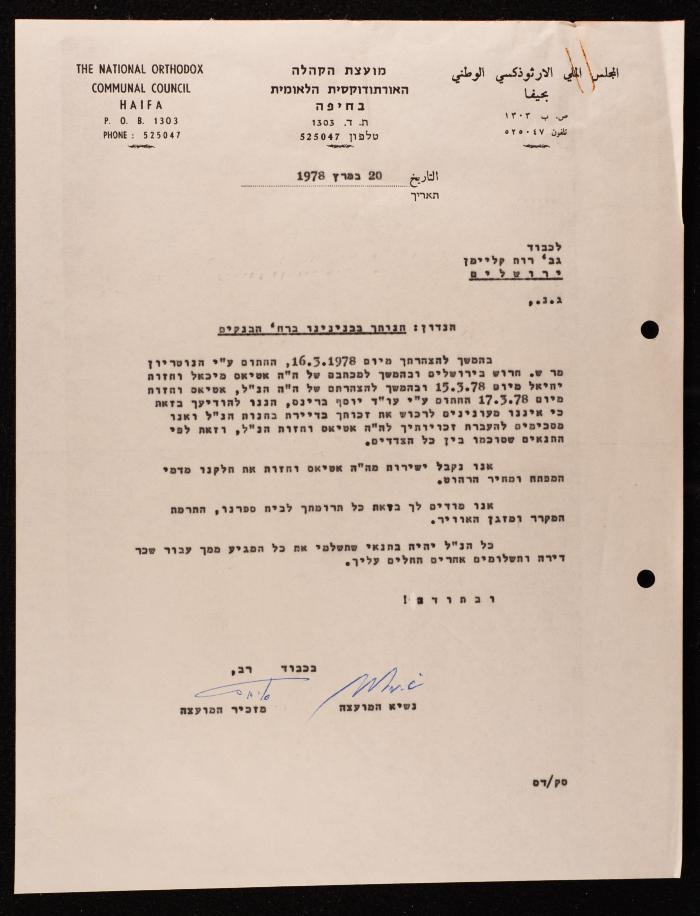 THE NATIONAL ORTHODOX
COMMUNAL COUNCIL
HAIFA
P. O. B. 1303
PHONE: 525047
מועצת הקהלה
האורתודוקסית הלאומית
בחיפה
ת. ד. 1303
טלפון 525047
المجلس الملي الارثوذكسي الوطني
بحيفا
ص. ب ١٣٠٣
تلفون ٥٢٥٠٤٧
التاريخ 20 במרץ 1978
תאריך
לכבוד
גב' רות קליימן
ירושלים
ג.נ.,
הנדון: חנותך בבנינינו ברח' הבנקים
בהמשך להצהרתך מיום 16.3.1978, החתום ע"י הנוטריון
מר ש. חרוש בירושלים ובהמשך למכתבם של ה"ה אטיאס מיכאל וחזות
יחיאל מיום 15.3.78 ובהמשך להצהרתם של ה"ה הנ"ל, אטיאס וחזות
מיום 17.3.78 החתום ע"י עו"ד יוסף ברינס, הננו להודיעך בזאת
כי איננו מעונינים לרכוש את זכותך בדיירת בחנות הנ"ל ואנו
מסכימים להעברת זכויותיך לה"ה אטיאס וחזות הנ"ל, וזאת לפי
התנאים שסוכמו בין כל הצדדים.
אנו נקבל ישירות מה"ה אטיאס וחזות את חלקנו מדמי
המפתח ומחיר הרהוט.
אנו מודים לך בזאת כל תרומתך לבית ספרנו, התרמת
המקרר ומזגן האוויר.
כל הנ"ל יהיה בתנאי שתשלמי את כל המגיע ממך עבור שכר
דירה ותשלומים אחרים החלים עליך.
ובתודה!
בכבוד רב,
נשיא המועצה
מזכיר המועצה
סק/דס